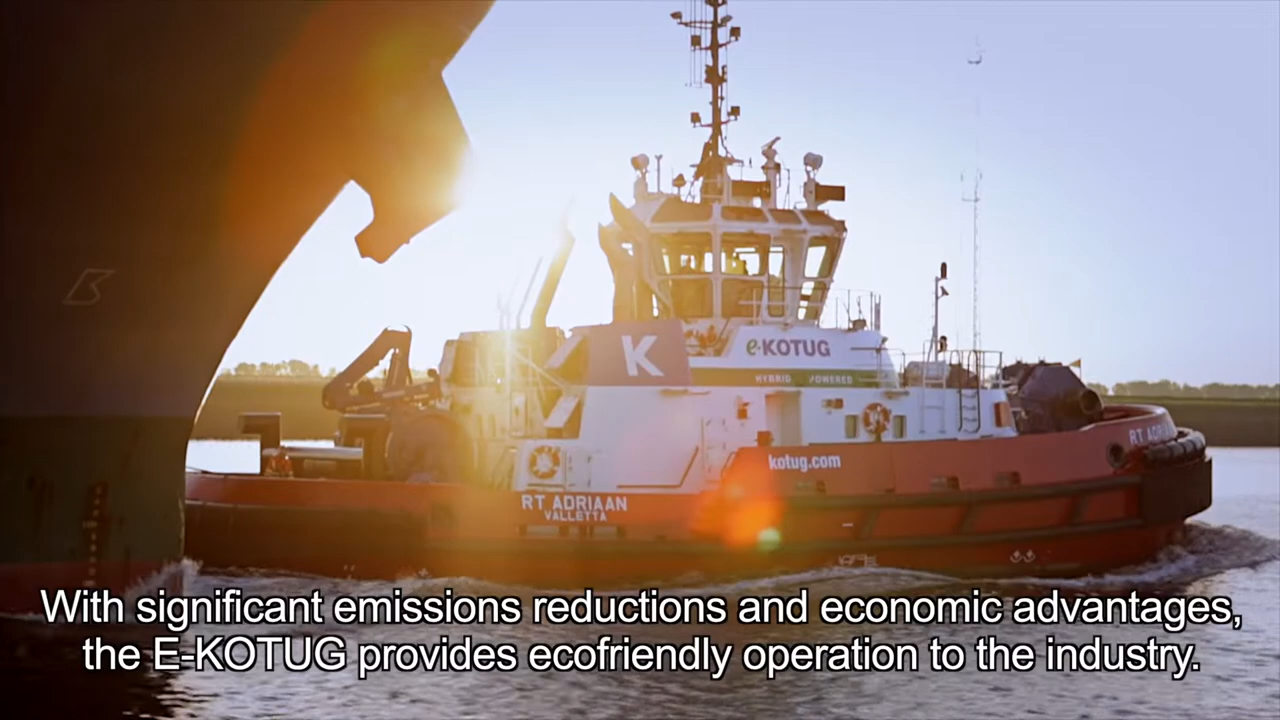 K
e-KOTUG
HYBRID POWERED
kotug.com
RT ADRIAAN
VALLETTA
With significant emissions reductions and economic advantages,
the E-KOTUG provides ecofriendly operation to the industry.